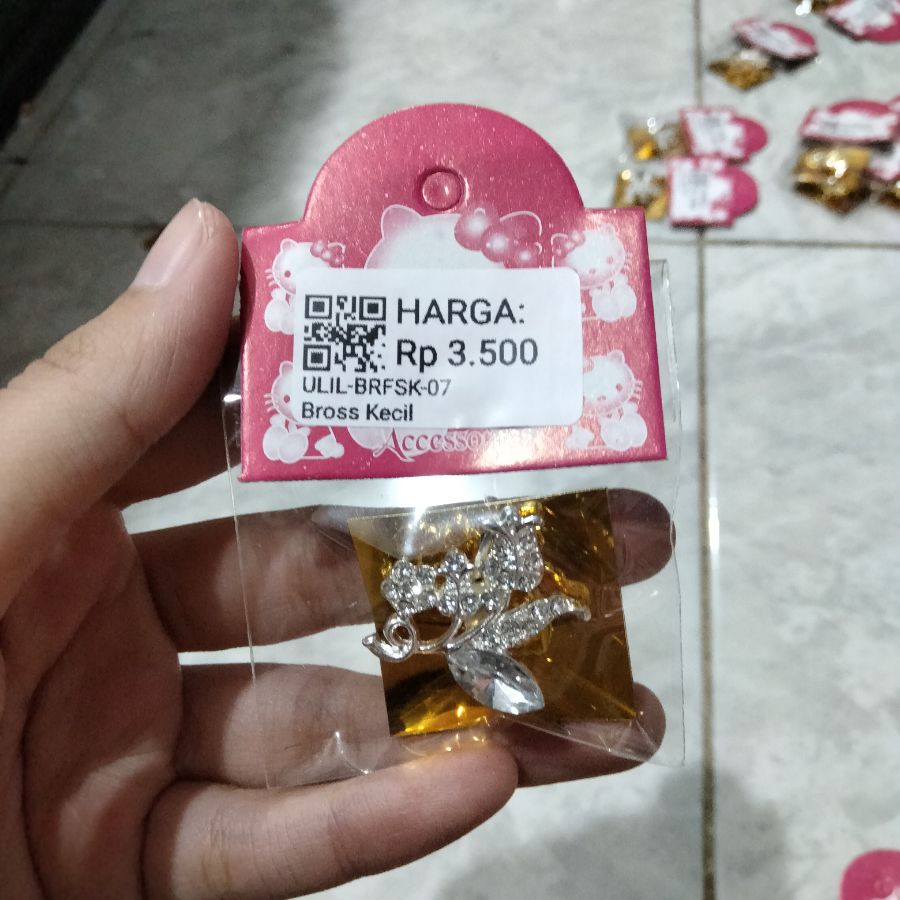 HARGA:
Rp 3.500
ULIL-BRFSK-07
Bross Kecil